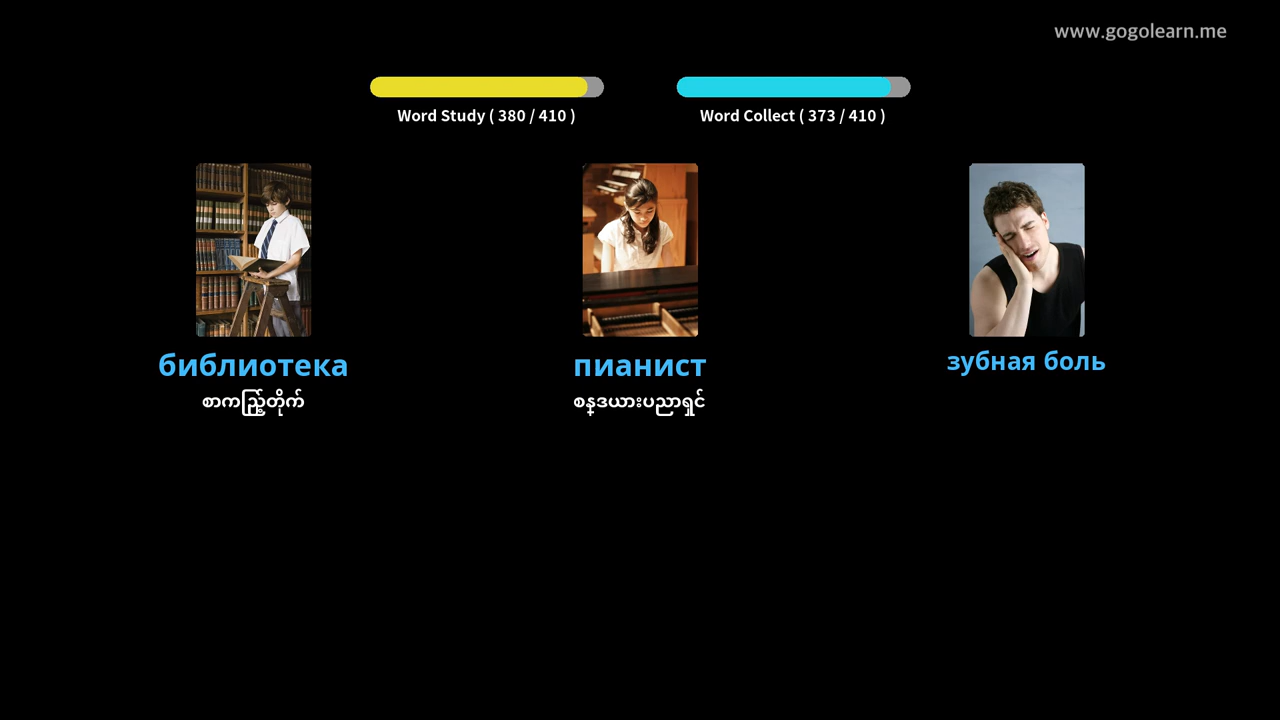 www.gogolearn.me
Word Study ( 380 / 410 )
Word Collect ( 373 / 410 )
библиотека
စာကြည့်တိုက်
пианист
စန္ဒယားပညာရှင်
зубная боль